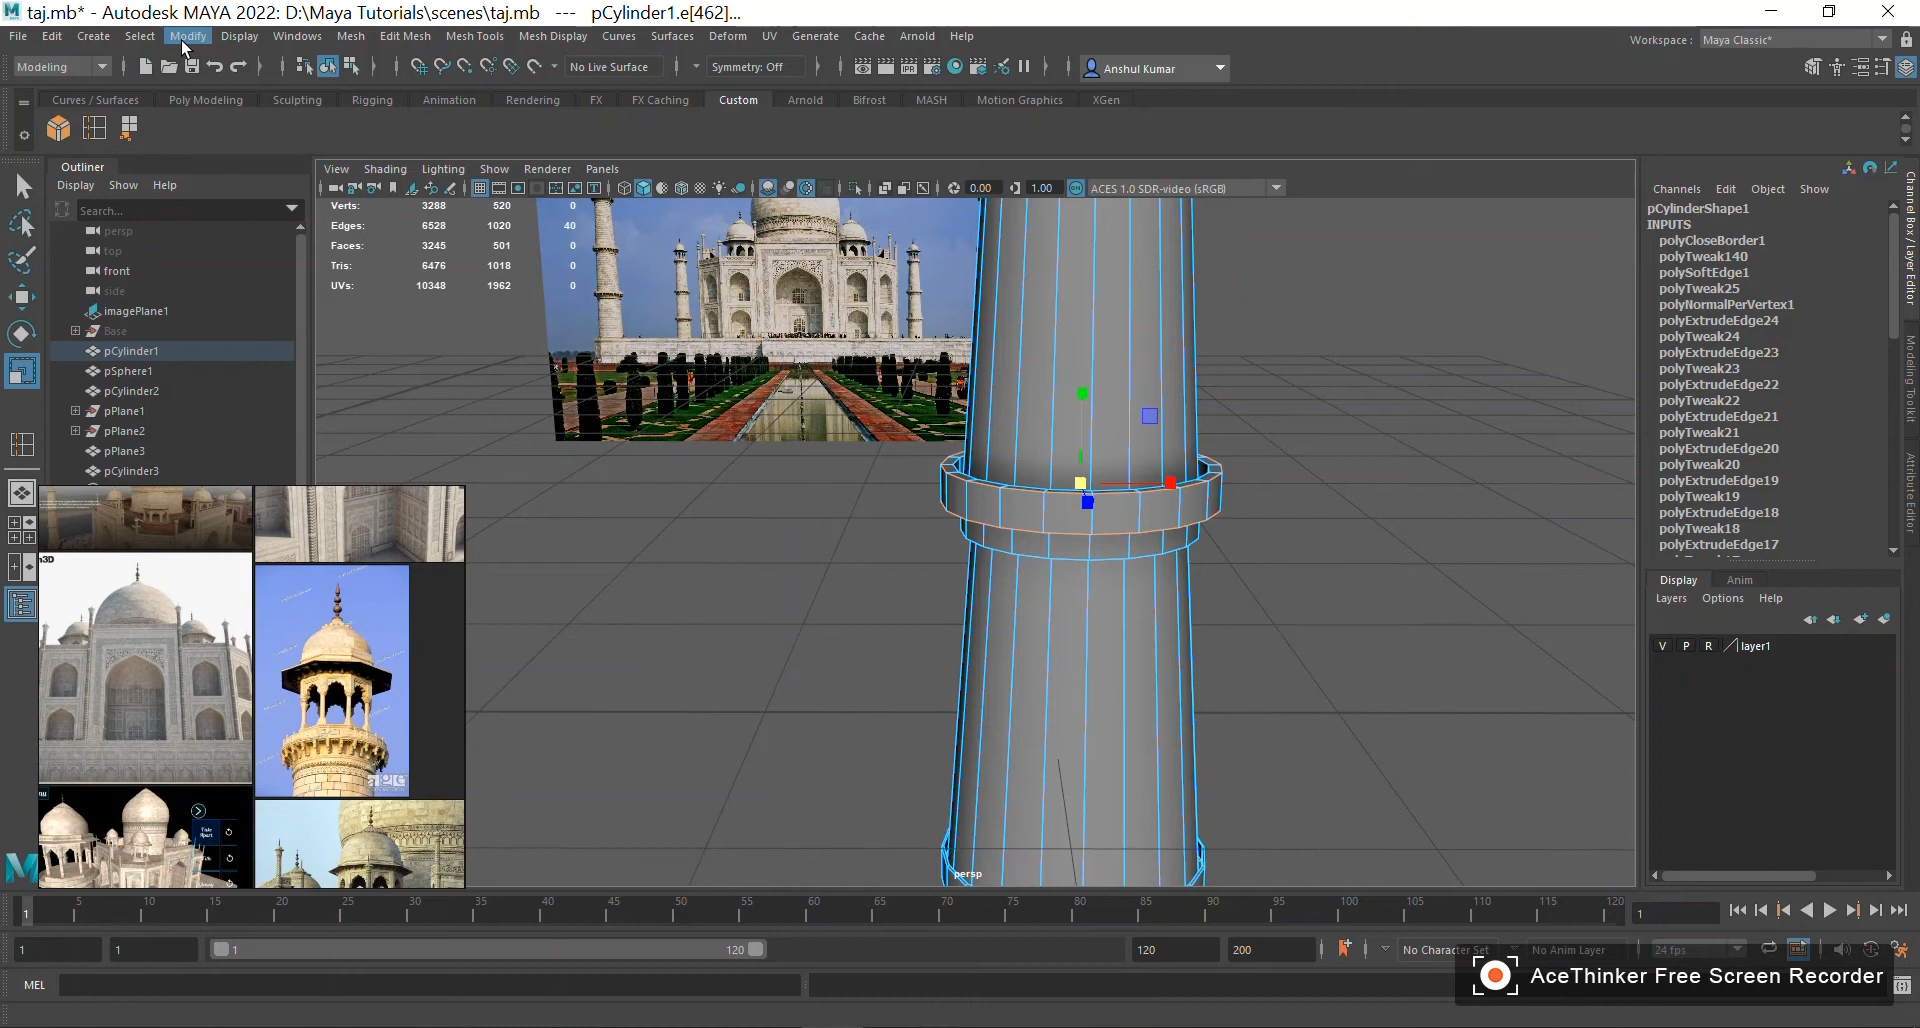 taj.mb* - Autodesk MAYA 2022: D:\Maya Tutorials\scenes\taj.mb --- pCylinder1.e[462]...
File Edit Create Select Modify Display Windows Mesh Edit Mesh Mesh Tools Mesh Display Curves Surfaces Deform UV Generate Cache Arnold Help Workspace: Maya Classic*
Modeling No Live Surface Symmetry: Off IPR Anshul Kumar
Curves / Surfaces Poly Modeling Sculpting Rigging Animation Rendering FX FX Caching Custom Arnold Bifrost MASH Motion Graphics XGen
Outliner
Display Show Help
Search...
persp
top
front
side
imagePlane1
Base
pCylinder1
pSphere1
pCylinder2
pPlane1
pPlane2
pPlane3
pCylinder3
View Shading Lighting Show Renderer Panels
0.00 1.00 ACES 1.0 SDR-video (sRGB)
Verts: 3288 520 0
Edges: 6528 1020 40
Faces: 3245 501 0
Tris: 6476 1018 0
UVs: 10348 1962 0
persp
Channels Edit Object Show
pCylinderShape1
INPUTS
polyCloseBorder1
polyTweak140
polySoftEdge1
polyTweak25
polyNormalPerVertex1
polyExtrudeEdge24
polyTweak24
polyExtrudeEdge23
polyTweak23
polyExtrudeEdge22
polyTweak22
polyExtrudeEdge21
polyTweak21
polyExtrudeEdge20
polyTweak20
polyExtrudeEdge19
polyTweak19
polyExtrudeEdge18
polyTweak18
polyExtrudeEdge17
Channel Box / Layer Editor
Modeling Toolkit
Attribute Editor
Display Anim
Layers Options Help
V P R layer1
1 5 10 15 20 25 30 35 40 45 50 55 60 65 70 75 80 85 90 95 100 105 110 115 120 1
1 1 1 120 120 200 No Character Set No Anim Layer 24 fps
MEL
AceThinker Free Screen Recorder